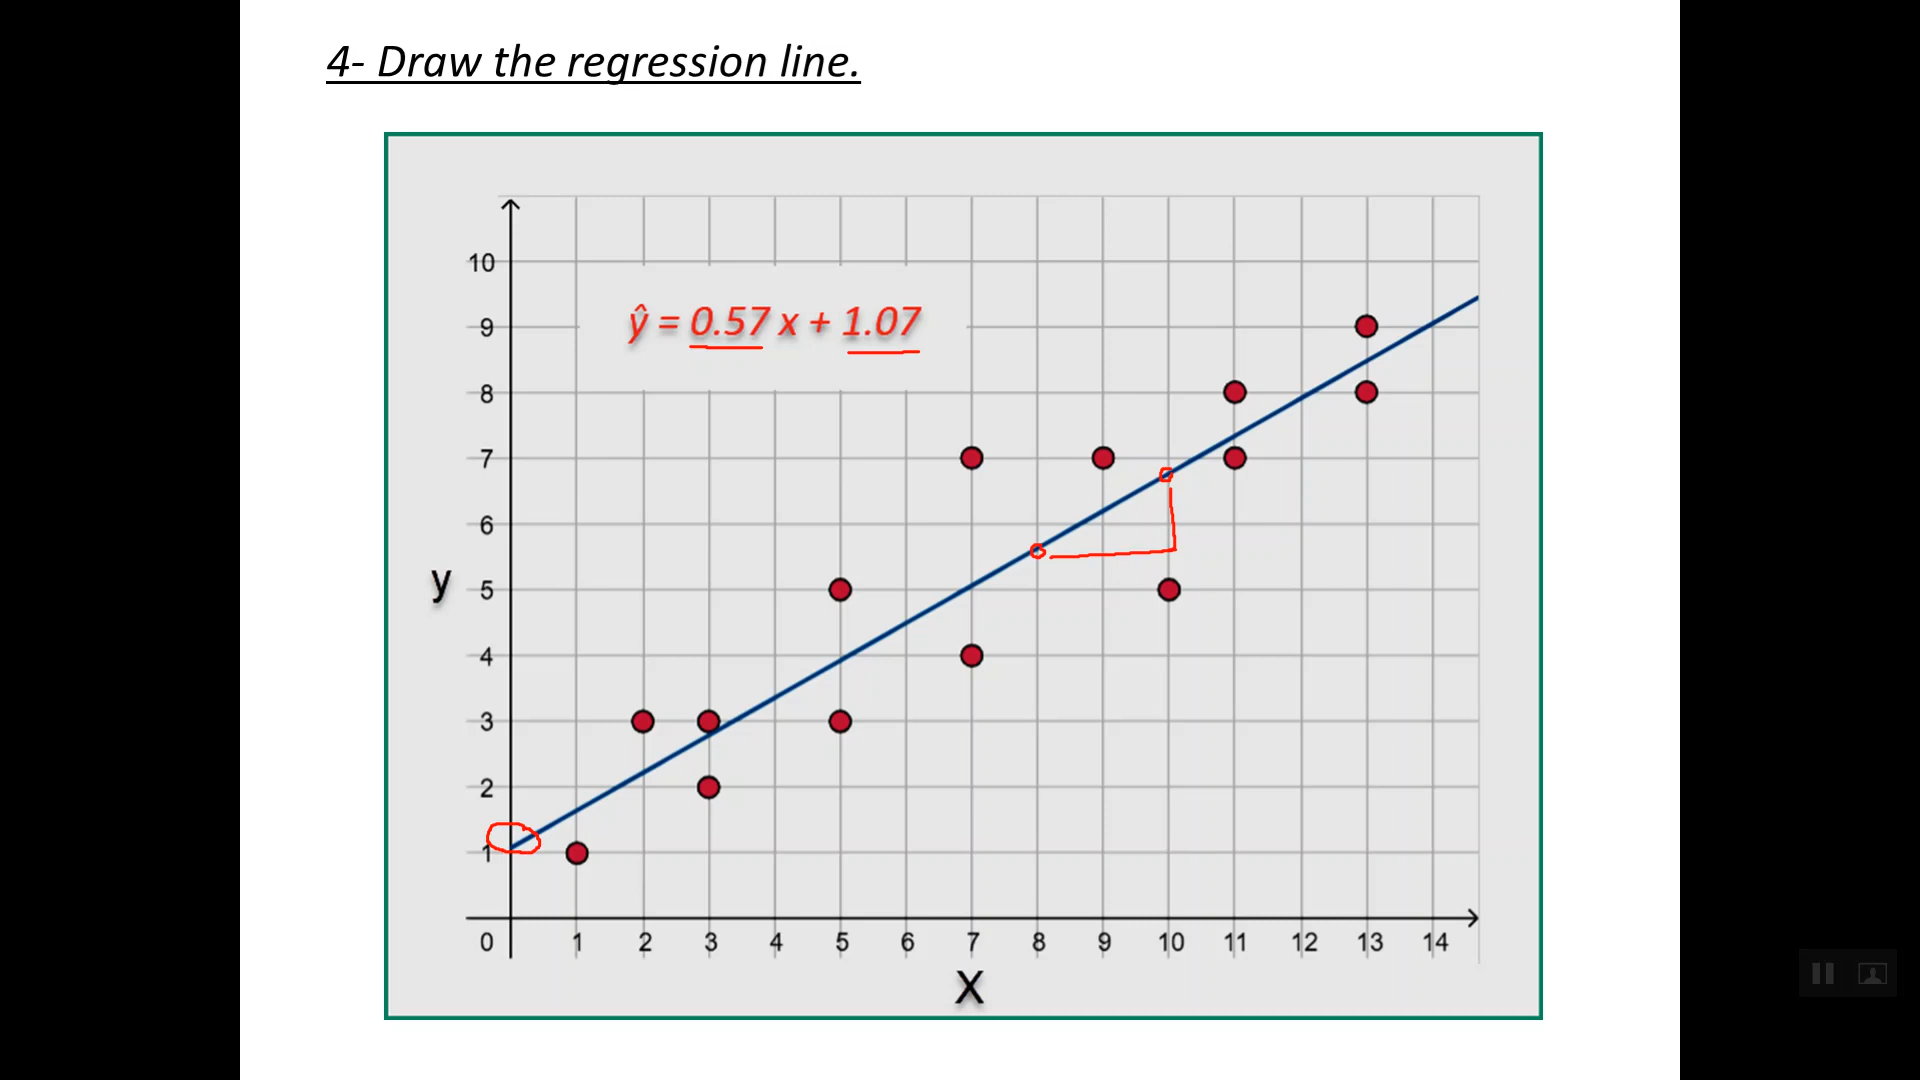 4- Draw the regression line.
10
ŷ = 0.57 x + 1.07
9
8
7
6
y
5
4
3
2
1
0 1 2 3 4 5 6 7 8 9 10 11 12 13 14
X